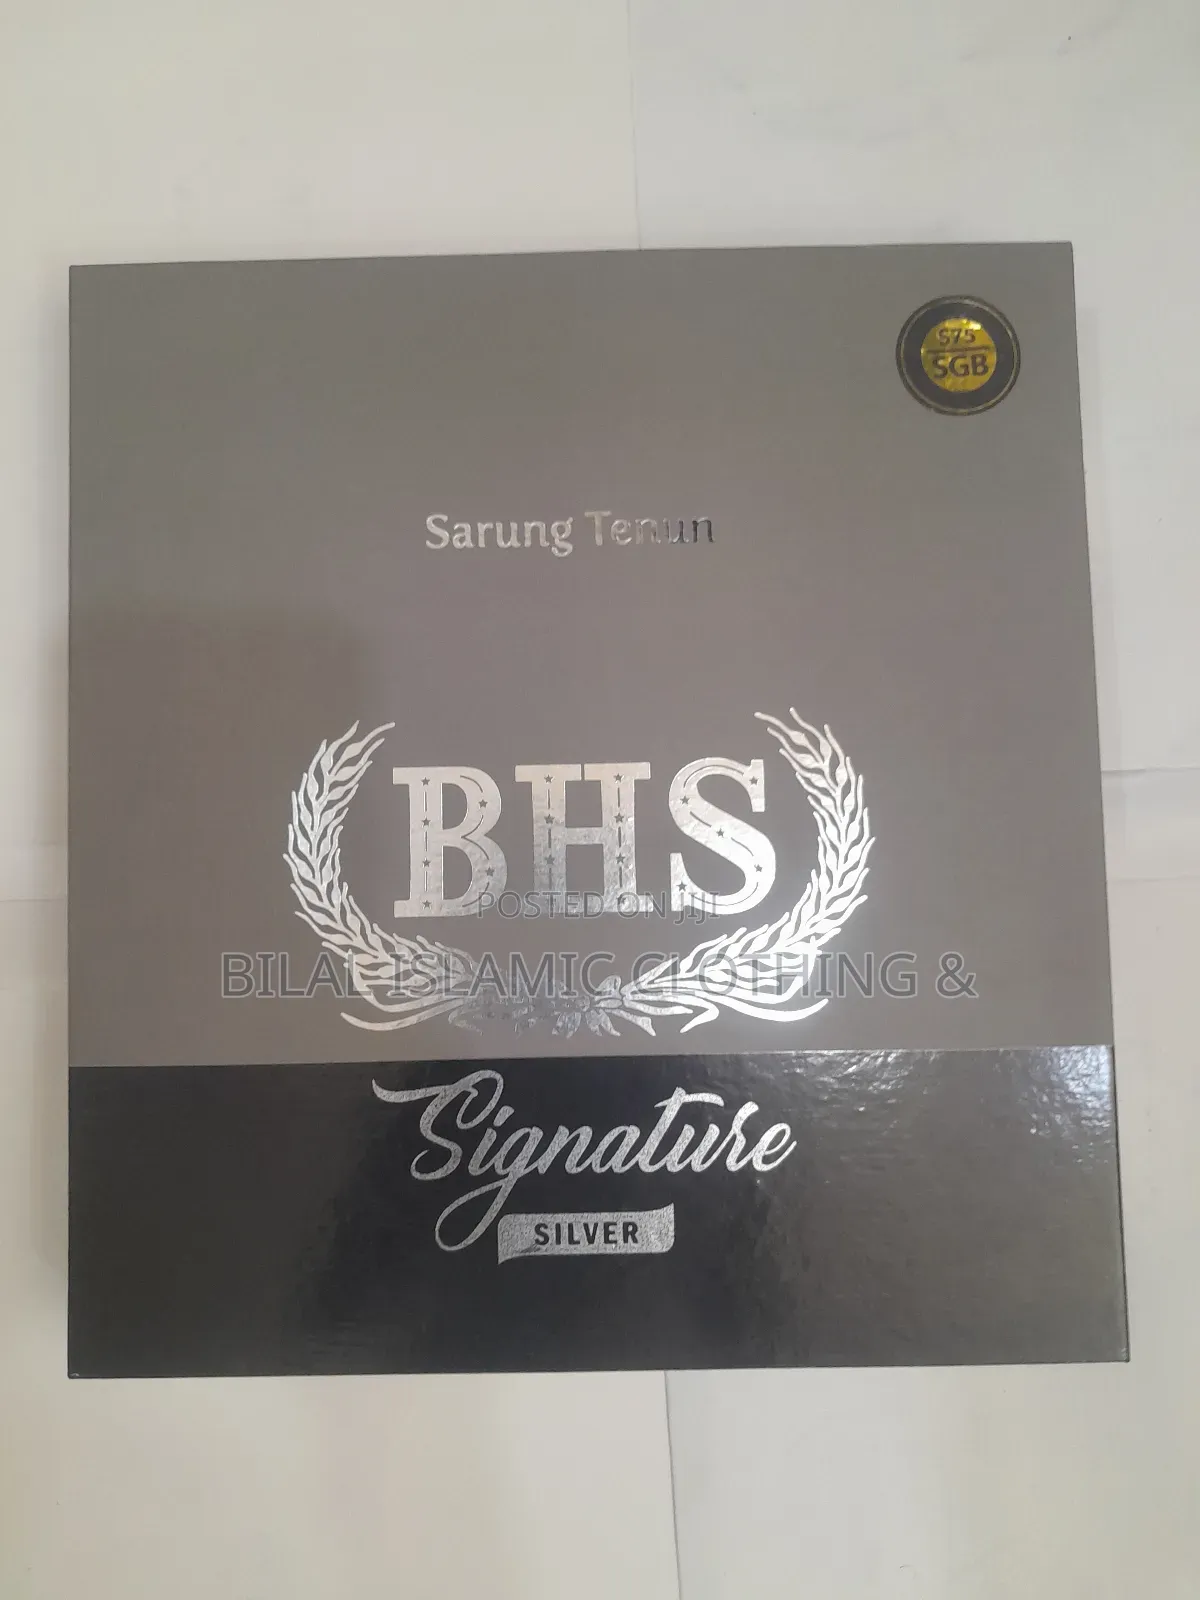 S75
SGB
Sarung Tenun
BHS
POSTED ON JIJI
BILAL ISLAMIC CLOTHING &
Signature
SILVER